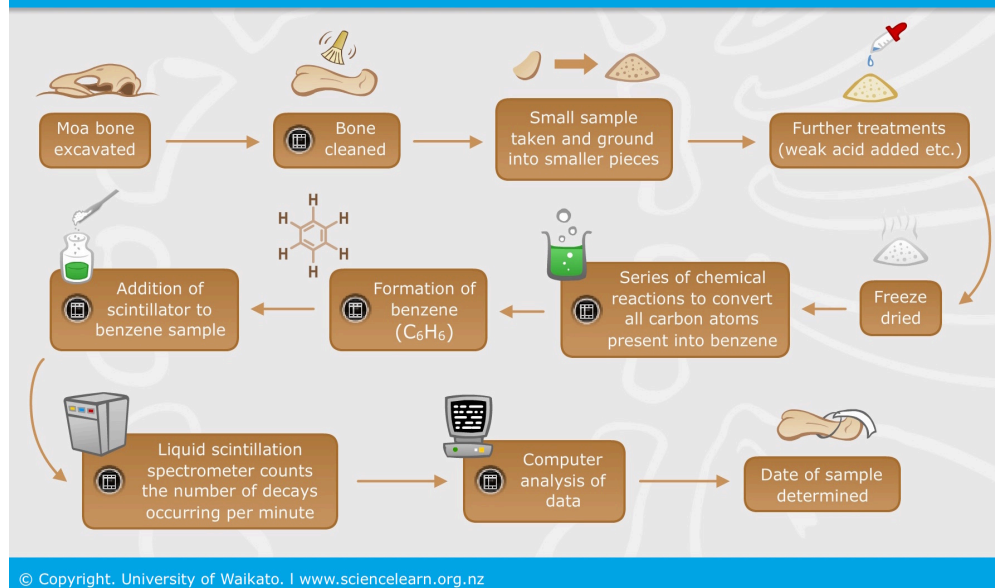 Moa bone
excavated
Bone
cleaned
Small sample
taken and ground
into smaller pieces
Further treatments
(weak acid added etc.)
Freeze
dried
Series of chemical
reactions to convert
all carbon atoms
present into benzene
H
H
H
H
H
H
Formation of
benzene
(C₆H₆)
Addition of
scintillator to
benzene sample
Liquid scintillation
spectrometer counts
the number of decays
occurring per minute
Computer
analysis of
data
Date of sample
determined
© Copyright. University of Waikato. l www.sciencelearn.org.nz